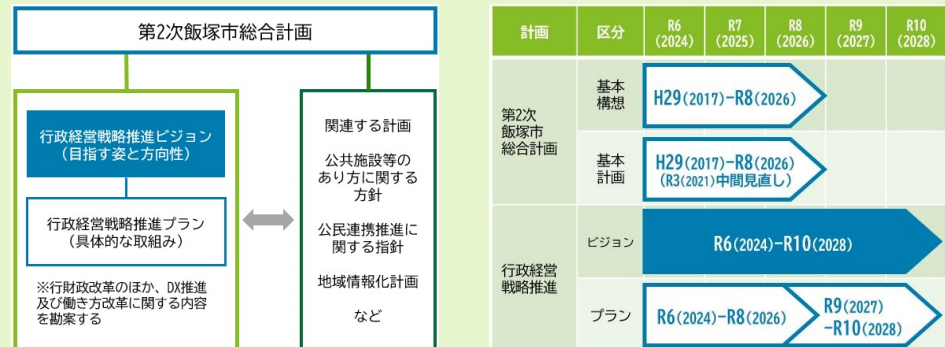 第2次飯塚市総合計画
行政経営戦略推進ビジョン
(目指す姿と方向性)
行政経営戦略推進プラン
(具体的な取組み)
※行財政改革のほか、DX推進
及び働き方改革に関する内容
を勘案する
関連する計画
公共施設等の
あり方に関する
方針
公民連携推進に
関する指針
地域情報化計画
など
計画
区分
R6
(2024)
R7
(2025)
R8
(2026)
R9
(2027)
R10
(2028)
第2次
飯塚市
総合計画
基本
構想
H29(2017)-R8(2026)
基本
計画
H29(2017)-R8(2026)
(R3(2021)中間見直し)
行政経営
戦略推進
ビジョン
R6(2024)-R10(2028)
プラン
R6(2024)-R8(2026)
R9(2027)
-R10(2028)